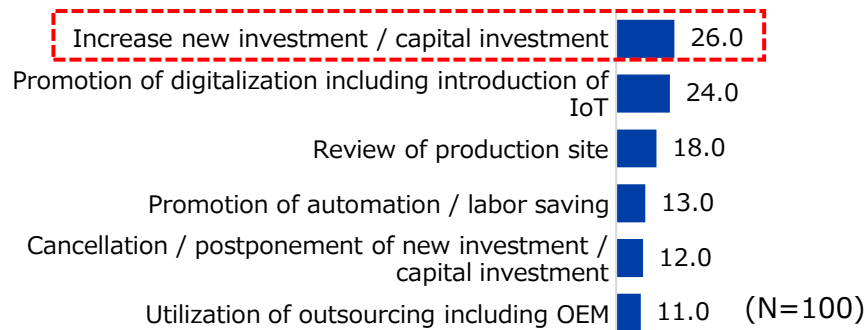 Increase new investment / capital investment 26.0
Promotion of digitalization including introduction of
IoT 24.0
Review of production site 18.0
Promotion of automation / labor saving 13.0
Cancellation / postponement of new investment /
capital investment 12.0
Utilization of outsourcing including OEM 11.0 (N=100)